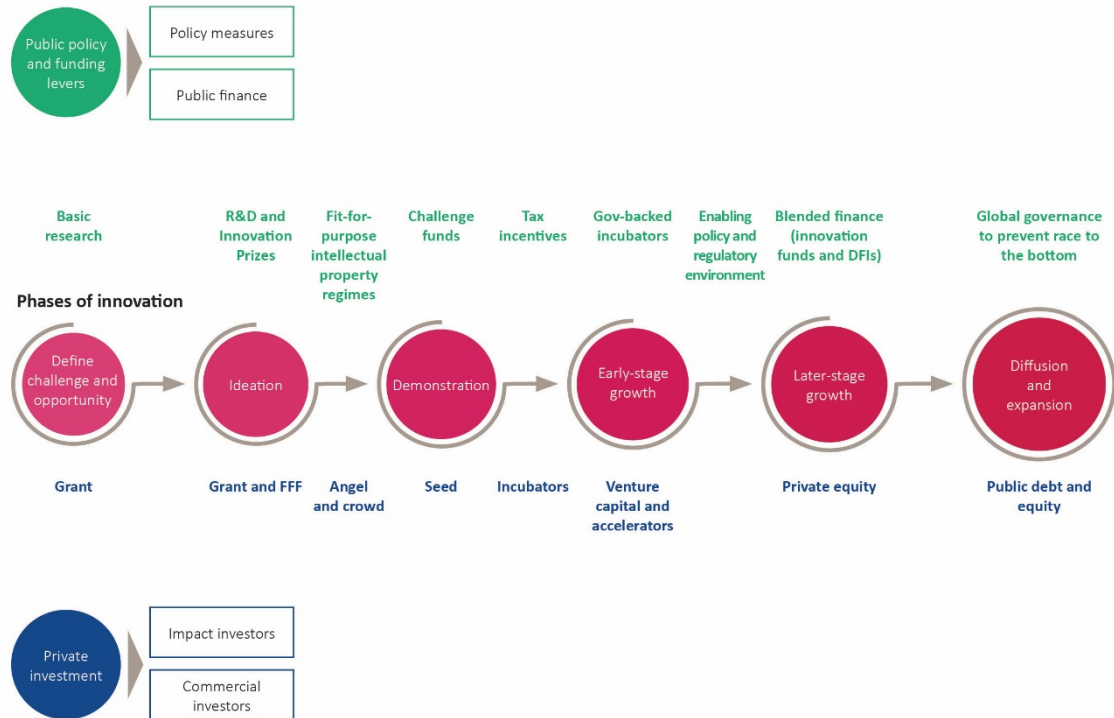 Public policy
and funding
levers
Policy measures
Public finance
Basic
research
R&D and
Innovation
Prizes
Fit-for-
purpose
intellectual
property
regimes
Challenge
funds
Tax
incentives
Gov-backed
incubators
Enabling
policy and
regulatory
environment
Blended finance
(innovation
funds and DFIs)
Global governance
to prevent race to
the bottom
Phases of innovation
Define
challenge and
opportunity
Ideation
Demonstration
Early-stage
growth
Later-stage
growth
Diffusion
and
expansion
Grant
Grant and FFF
Angel
and crowd
Seed
Incubators
Venture
capital and
accelerators
Private equity
Public debt and
equity
Private
investment
Impact investors
Commercial
investors